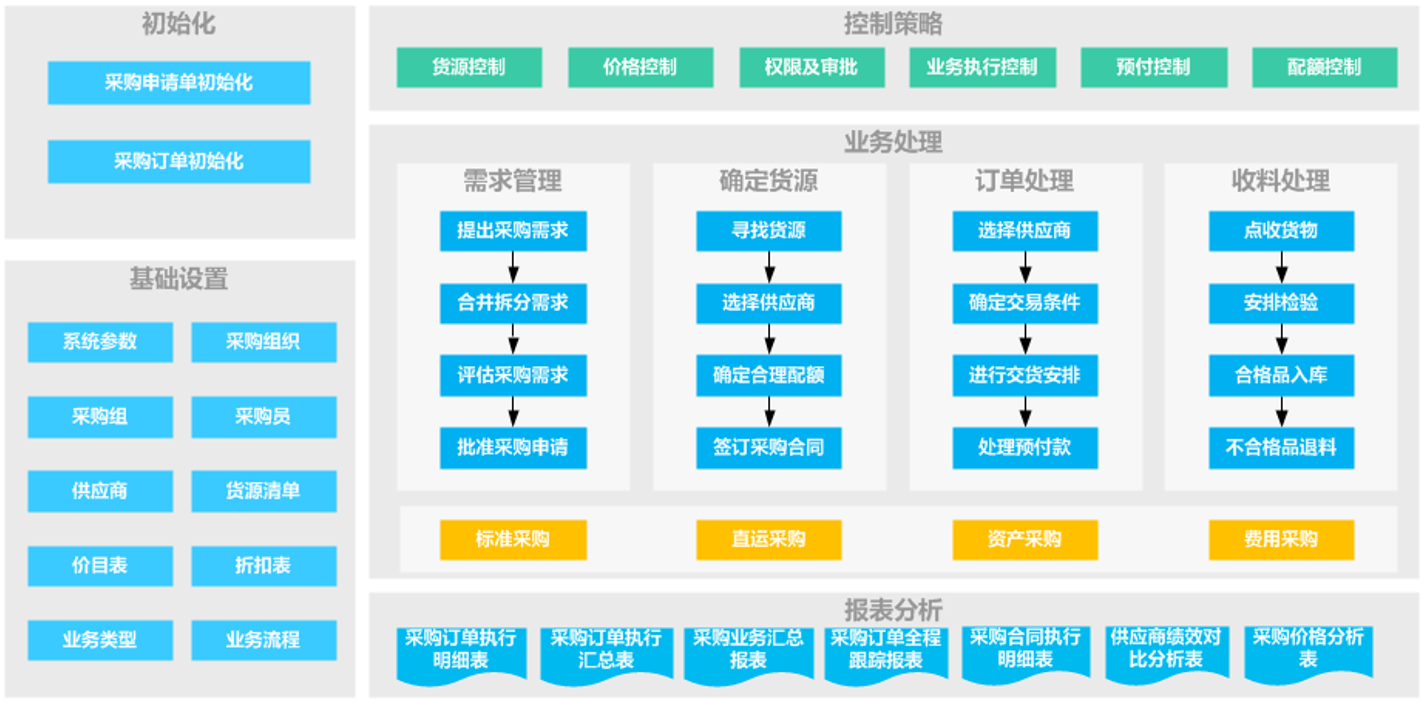 初始化
采购申请单初始化
采购订单初始化
基础设置
系统参数 采购组织
采购组 采购员
供应商 货源清单
价目表 折扣表
业务类型 业务流程
控制策略
货源控制 价格控制 权限及审批 业务执行控制 预付控制 配额控制
业务处理
需求管理
提出采购需求
合并拆分需求
评估采购需求
批准采购申请
确定货源
寻找货源
选择供应商
确定合理配额
签订采购合同
订单处理
选择供应商
确定交易条件
进行交货安排
处理预付款
收料处理
点收货物
安排检验
合格品入库
不合格品退料
标准采购 直运采购 资产采购 费用采购
报表分析
采购订单执行
明细表
采购订单执行
汇总表
采购业务汇总
报表
采购订单全程
跟踪报表
采购合同执行
明细表
供应商绩效对
比分析表
采购价格分析
表